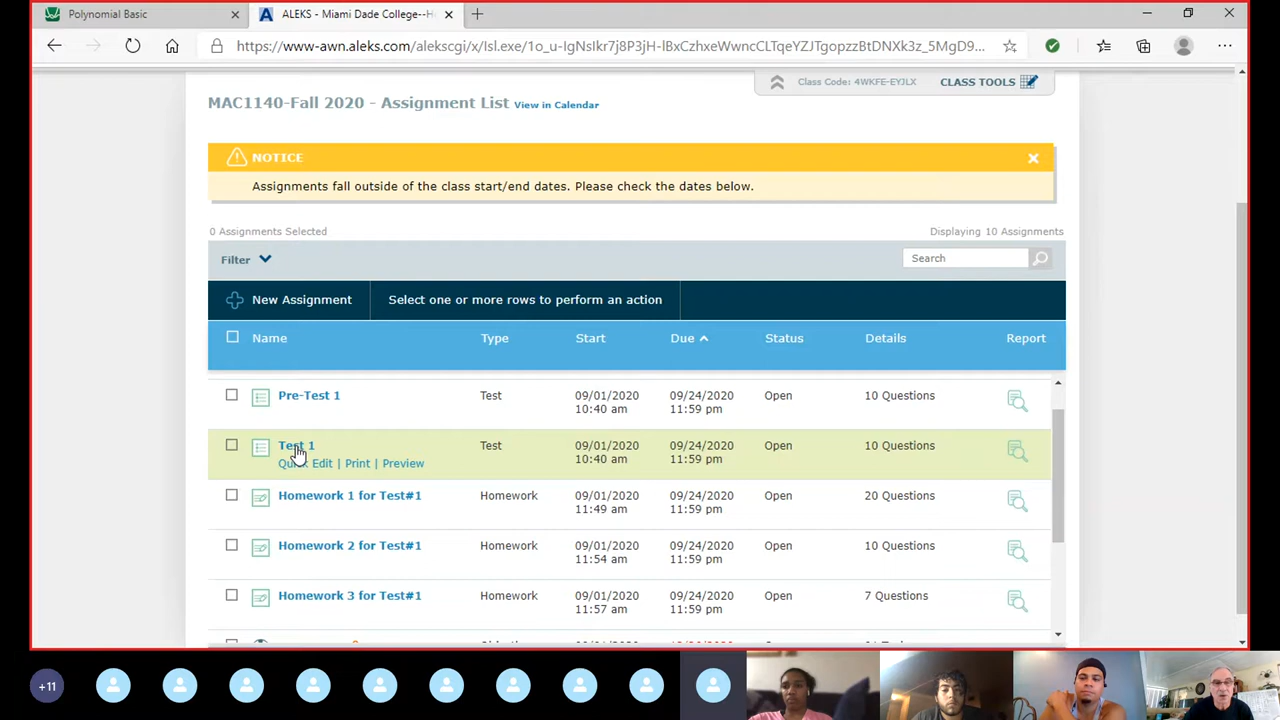 Polynomial Basic
ALEKS - Miami Dade College--H
https://www-awn.aleks.com/alekscgi/x/lsl.exe/1o_u-IgNsIkr7j8P3jH-lBxCzhxeWwncCLTqeYZJTgopzzBtDNXk3z_5MgD9...
Class Code: 4WKFE-EYJLX
CLASS TOOLS
MAC1140-Fall 2020 - Assignment List View in Calendar
NOTICE
Assignments fall outside of the class start/end dates. Please check the dates below.
0 Assignments Selected
Displaying 10 Assignments
Filter
Search
New Assignment
Select one or more rows to perform an action
Name Type Start Due Status Details Report
Pre-Test 1 Test 09/01/2020 09/24/2020 Open 10 Questions
10:40 am 11:59 pm
Test 1 Test 09/01/2020 09/24/2020 Open 10 Questions
10:40 am 11:59 pm
Quick Edit | Print | Preview
Homework 1 for Test#1 Homework 09/01/2020 09/24/2020 Open 20 Questions
11:49 am 11:59 pm
Homework 2 for Test#1 Homework 09/01/2020 09/24/2020 Open 10 Questions
11:54 am 11:59 pm
Homework 3 for Test#1 Homework 09/01/2020 09/24/2020 Open 7 Questions
11:57 am 11:59 pm
+11